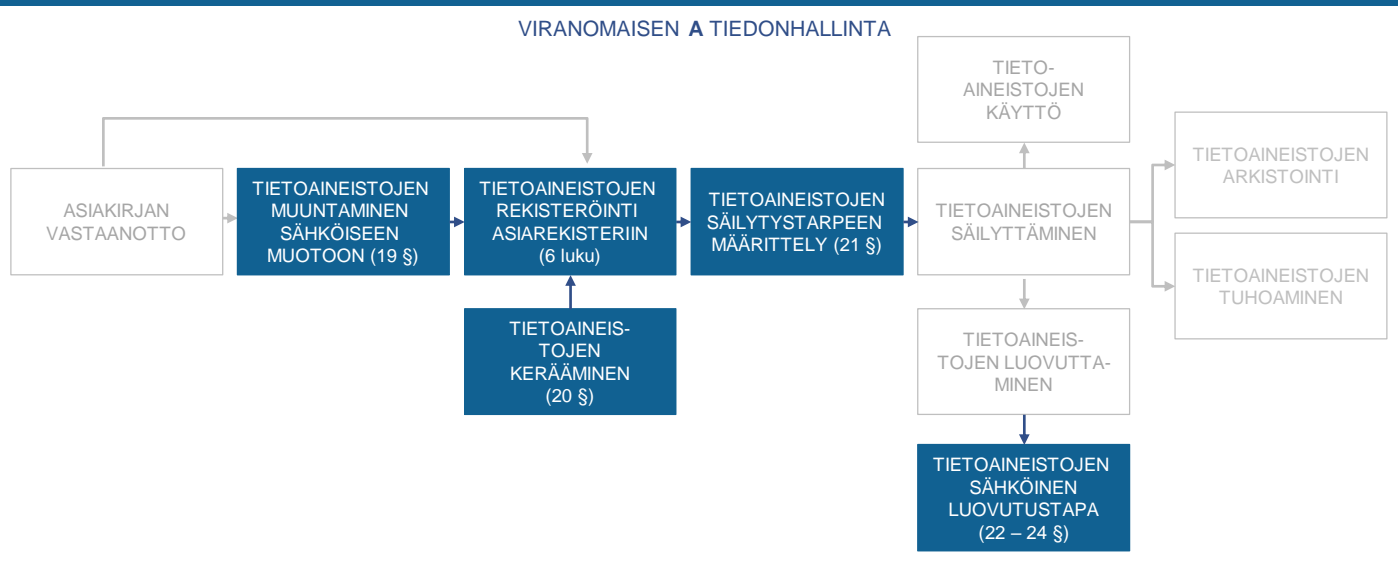 VIRANOMAISEN A TIEDONHALLINTA
ASIAKIRJAN
VASTAANOTTO
TIETOAINEISTOJEN
MUUNTAMINEN
SÄHKÖISEEN
MUOTOON (19 §)
TIETOAINEISTOJEN
REKISTERÖINTI
ASIAREKISTERIIN
(6 luku)
TIETOAINEIS-
TOJEN
KERÄÄMINEN
(20 §)
TIETOAINEISTOJEN
SÄILYTYSTARPEEN
MÄÄRITTELY (21 §)
TIETO-
AINEISTOJEN
KÄYTTÖ
TIETOAINEISTOJEN
SÄILYTTÄMINEN
TIETOAINEIS-
TOJEN LUOVUTTA-
MINEN
TIETOAINEISTOJEN
SÄHKÖINEN
LUOVUTUSTAPA
(22 – 24 §)
TIETOAINEISTOJEN
ARKISTOINTI
TIETOAINEISTOJEN
TUHOAMINEN